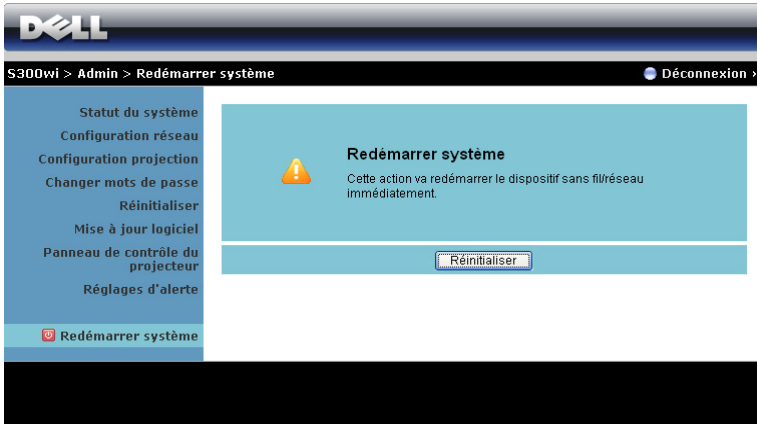 DELL
S300wi > Admin > Redémarrer système
Déconnexion ›
Statut du système
Configuration réseau
Configuration projection
Changer mots de passe
Réinitialiser
Mise à jour logiciel
Panneau de contrôle du
projecteur
Réglages d'alerte
Redémarrer système
Redémarrer système
Cette action va redémarrer le dispositif sans fil/réseau
immédiatement.
Réinitialiser